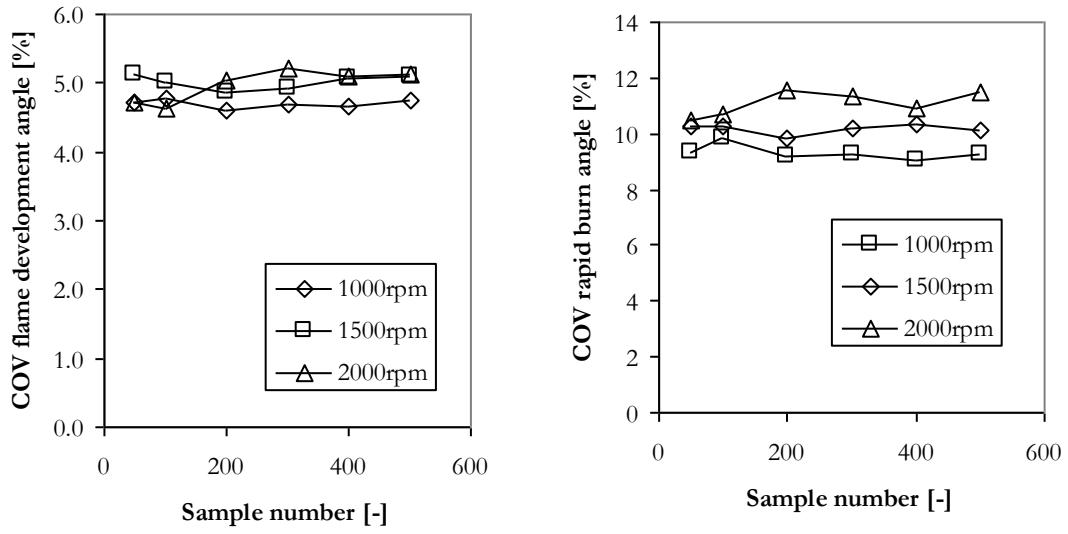 COV flame development angle [%]
6.0
5.0
4.0
3.0
2.0
1.0
0.0
0
200
400
600
Sample number [-]
1000rpm
1500rpm
2000rpm
COV rapid burn angle [%]
14
12
10
8
6
4
2
0
0
200
400
600
Sample number [-]
1000rpm
1500rpm
2000rpm